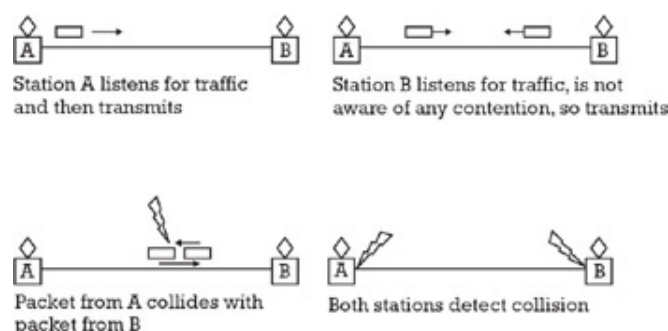 A
B
Station A listens for traffic
and then transmits
A
B
Station B listens for traffic, is not
aware of any contention, so transmits
A
B
Packet from A collides with
packet from B
A
B
Both stations detect collision